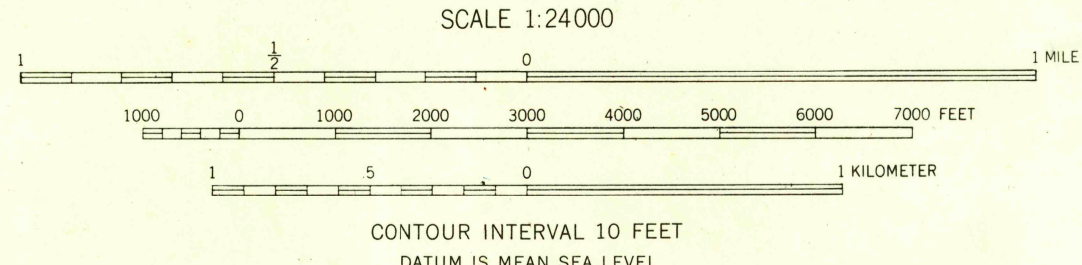 SCALE 1:24000
1 1/2 0 1 MILE
1000 0 1000 2000 3000 4000 5000 6000 7000 FEET
1 .5 0 1 KILOMETER
CONTOUR INTERVAL 10 FEET
DATUM IS MEAN SEA LEVEL